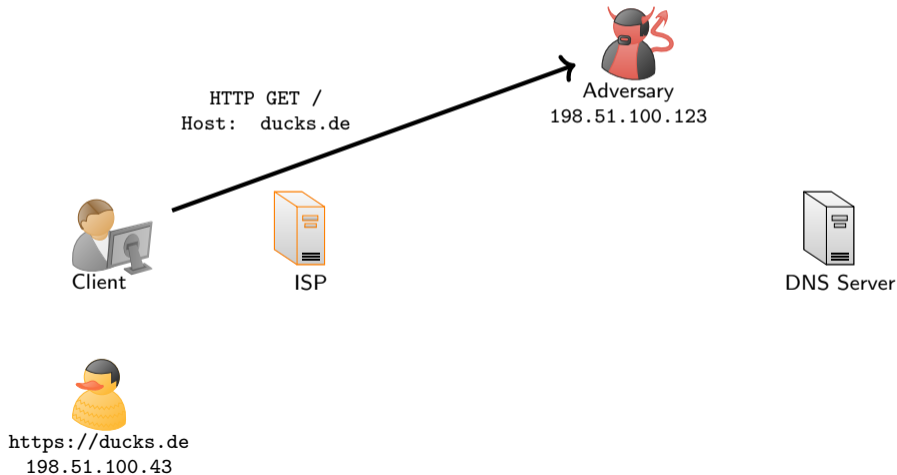 HTTP GET /
Host: ducks.de
Adversary
198.51.100.123
Client
ISP
DNS Server
https://ducks.de
198.51.100.43